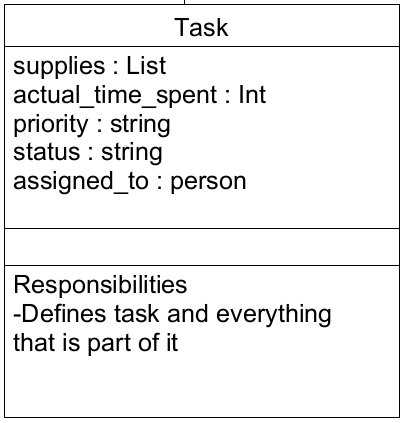 Task
supplies : List
actual_time_spent : Int
priority : string
status : string
assigned_to : person
Responsibilities
-Defines task and everything
that is part of it